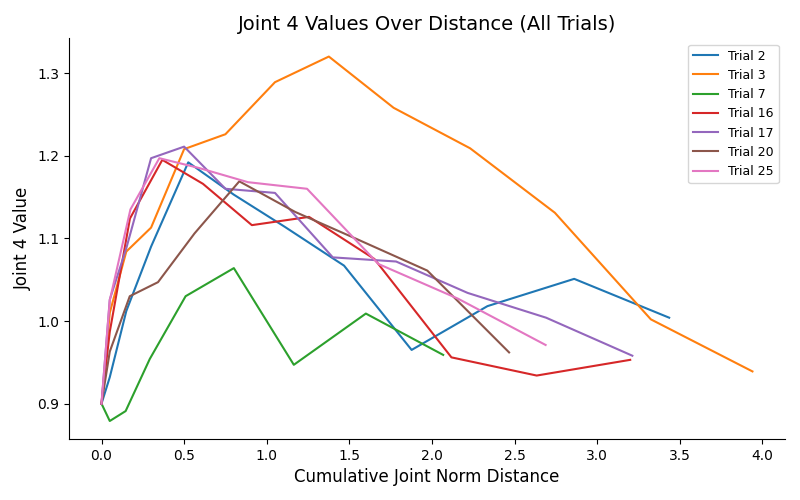 Joint 4 Values Over Distance (All Trials)
Joint 4 Value
1.3
1.2
1.1
1.0
0.9
Trial 2
Trial 3
Trial 7
Trial 16
Trial 17
Trial 20
Trial 25
0.0 0.5 1.0 1.5 2.0 2.5 3.0 3.5 4.0
Cumulative Joint Norm Distance